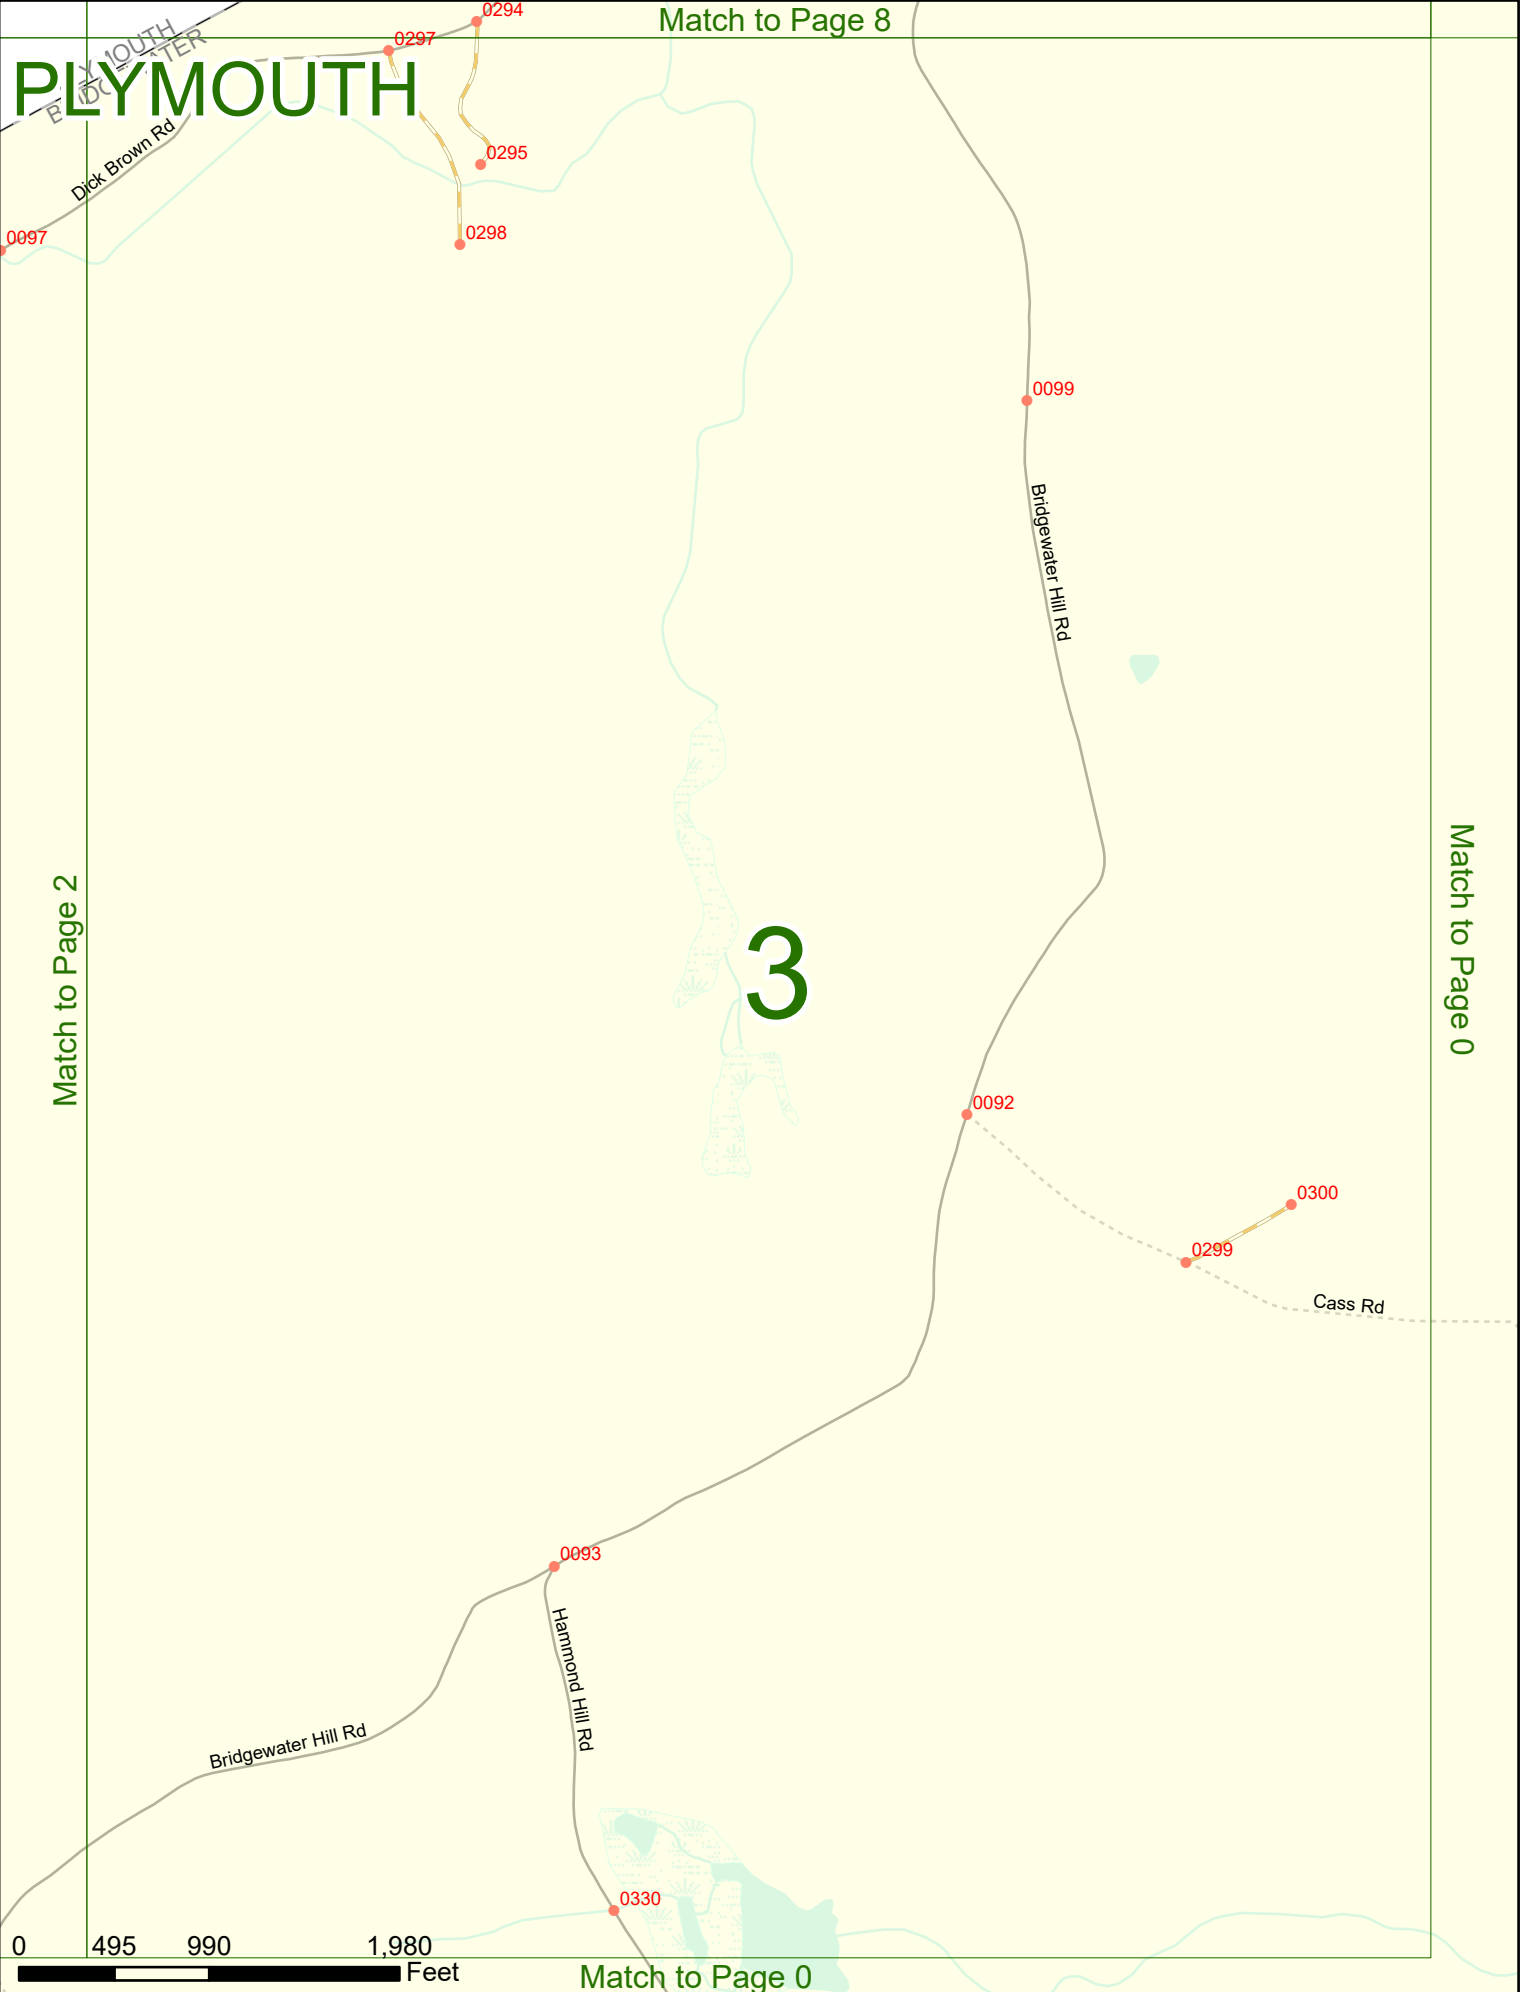 0294
Match to Page 8
0297
PLYMOUTH
Dick Brown Rd
0295
0298
0097
0099
Bridgewater Hill Rd
Match to Page 2
Match to Page 0
3
0092
0300
0299
Cass Rd
0093
Hammond Hill Rd
Bridgewater Hill Rd
0330
0 495 990 1,980
Feet
Match to Page 0